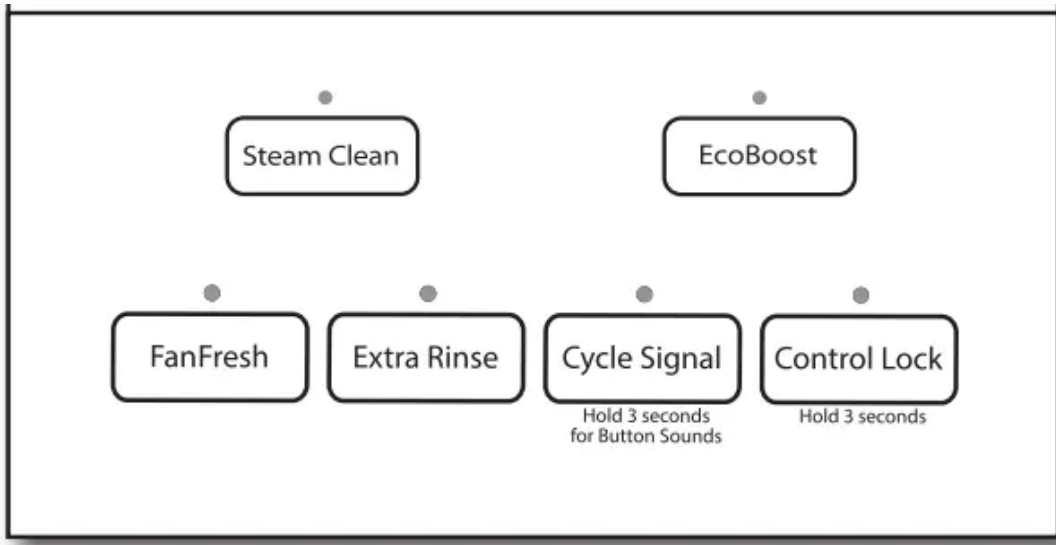 Steam Clean
EcoBoost
FanFresh
Extra Rinse
Cycle Signal
Control Lock
Hold 3 seconds
for Button Sounds
Hold 3 seconds